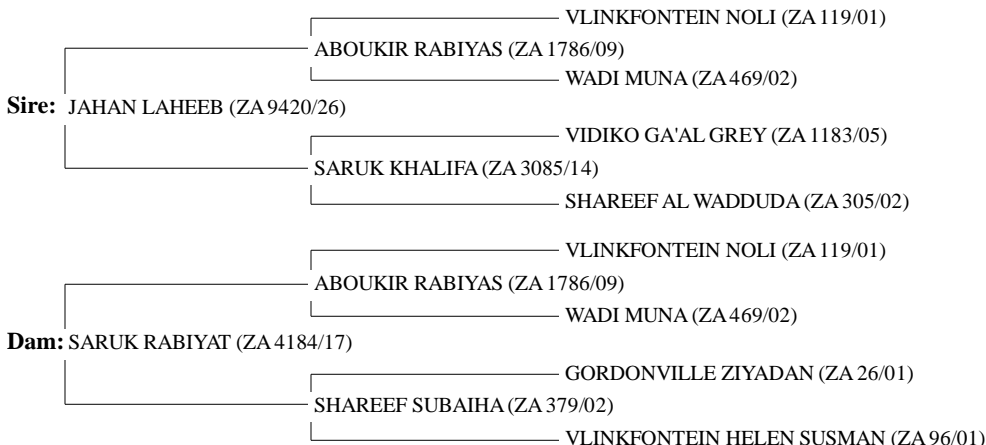 VLINKFONTEIN NOLI (ZA 119/01)
ABOUKIR RABIYAS (ZA 1786/09)
WADI MUNA (ZA 469/02)
Sire: JAHAN LAHEEB (ZA 9420/26)
VIDIKO GA'AL GREY (ZA 1183/05)
SARUK KHALIFA (ZA 3085/14)
SHAREEF AL WADDUDA (ZA 305/02)
VLINKFONTEIN NOLI (ZA 119/01)
ABOUKIR RABIYAS (ZA 1786/09)
WADI MUNA (ZA 469/02)
Dam: SARUK RABIYAT (ZA 4184/17)
GORDONVILLE ZIYADAN (ZA 26/01)
SHAREEF SUBAIHA (ZA 379/02)
VLINKFONTEIN HELEN SUSMAN (ZA 96/01)